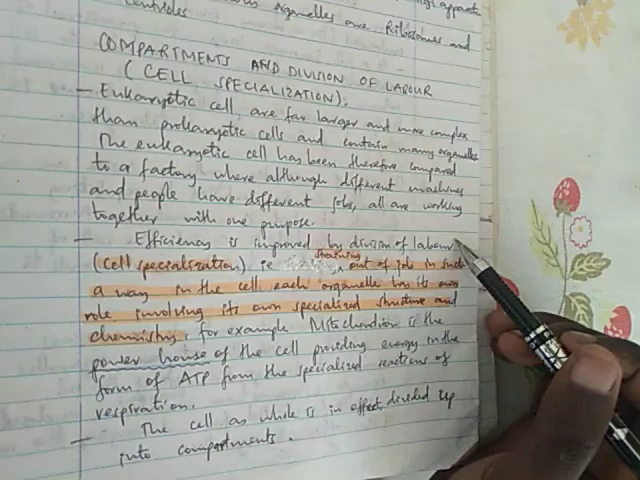 Organelles are Ribosomes and
Centrioles
COMPARTMENTS AND DIVISION OF LABOUR
(CELL SPECIALIZATION).
- Eukaryotic cell are far larger and more complex
than prokaryotic cells and contain many organelles
The eukaryotic cell has been therefore compared
to a factory where although different machines
and people have different jobs, all are working
together with one purpose.
- Efficiency is improved by division of labour
(cell specialization) ie sharing out of job in such
a way in the cell each organelle has its own
role involving its own specialized structure and
chemistry, for example Mitochondrion is the
power house of the cell providing energy in the
form of ATP from the specialized reactions of
respiration.
- The cell as whole is in effect divided up
into compartments.